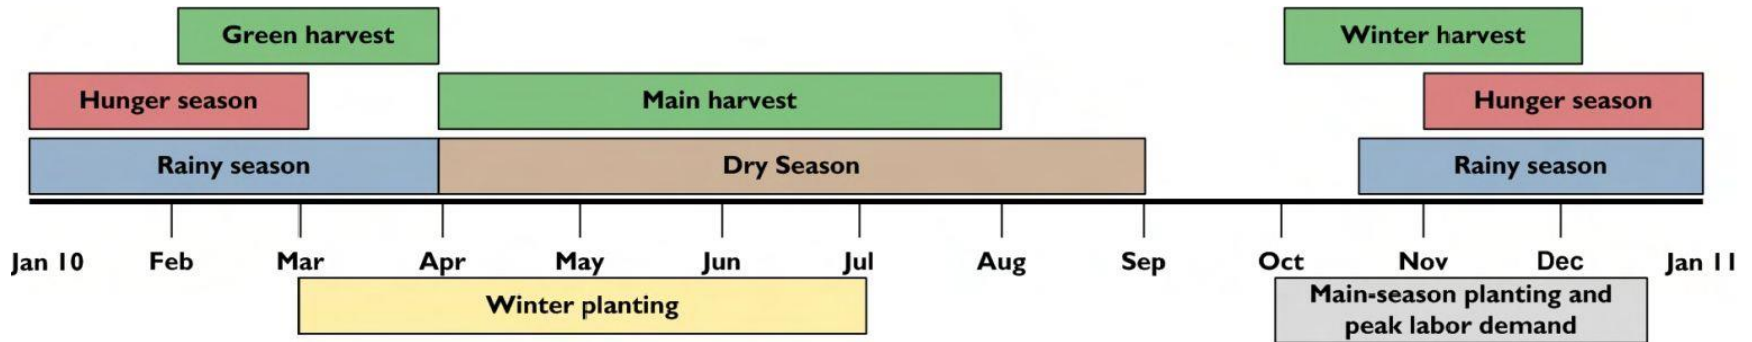 Green harvest
Winter harvest
Hunger season
Main harvest
Hunger season
Rainy season
Dry Season
Rainy season
Jan 10
Feb
Mar
Apr
May
Jun
Jul
Aug
Sep
Oct
Nov
Dec
Jan 11
Winter planting
Main-season planting and
peak labor demand